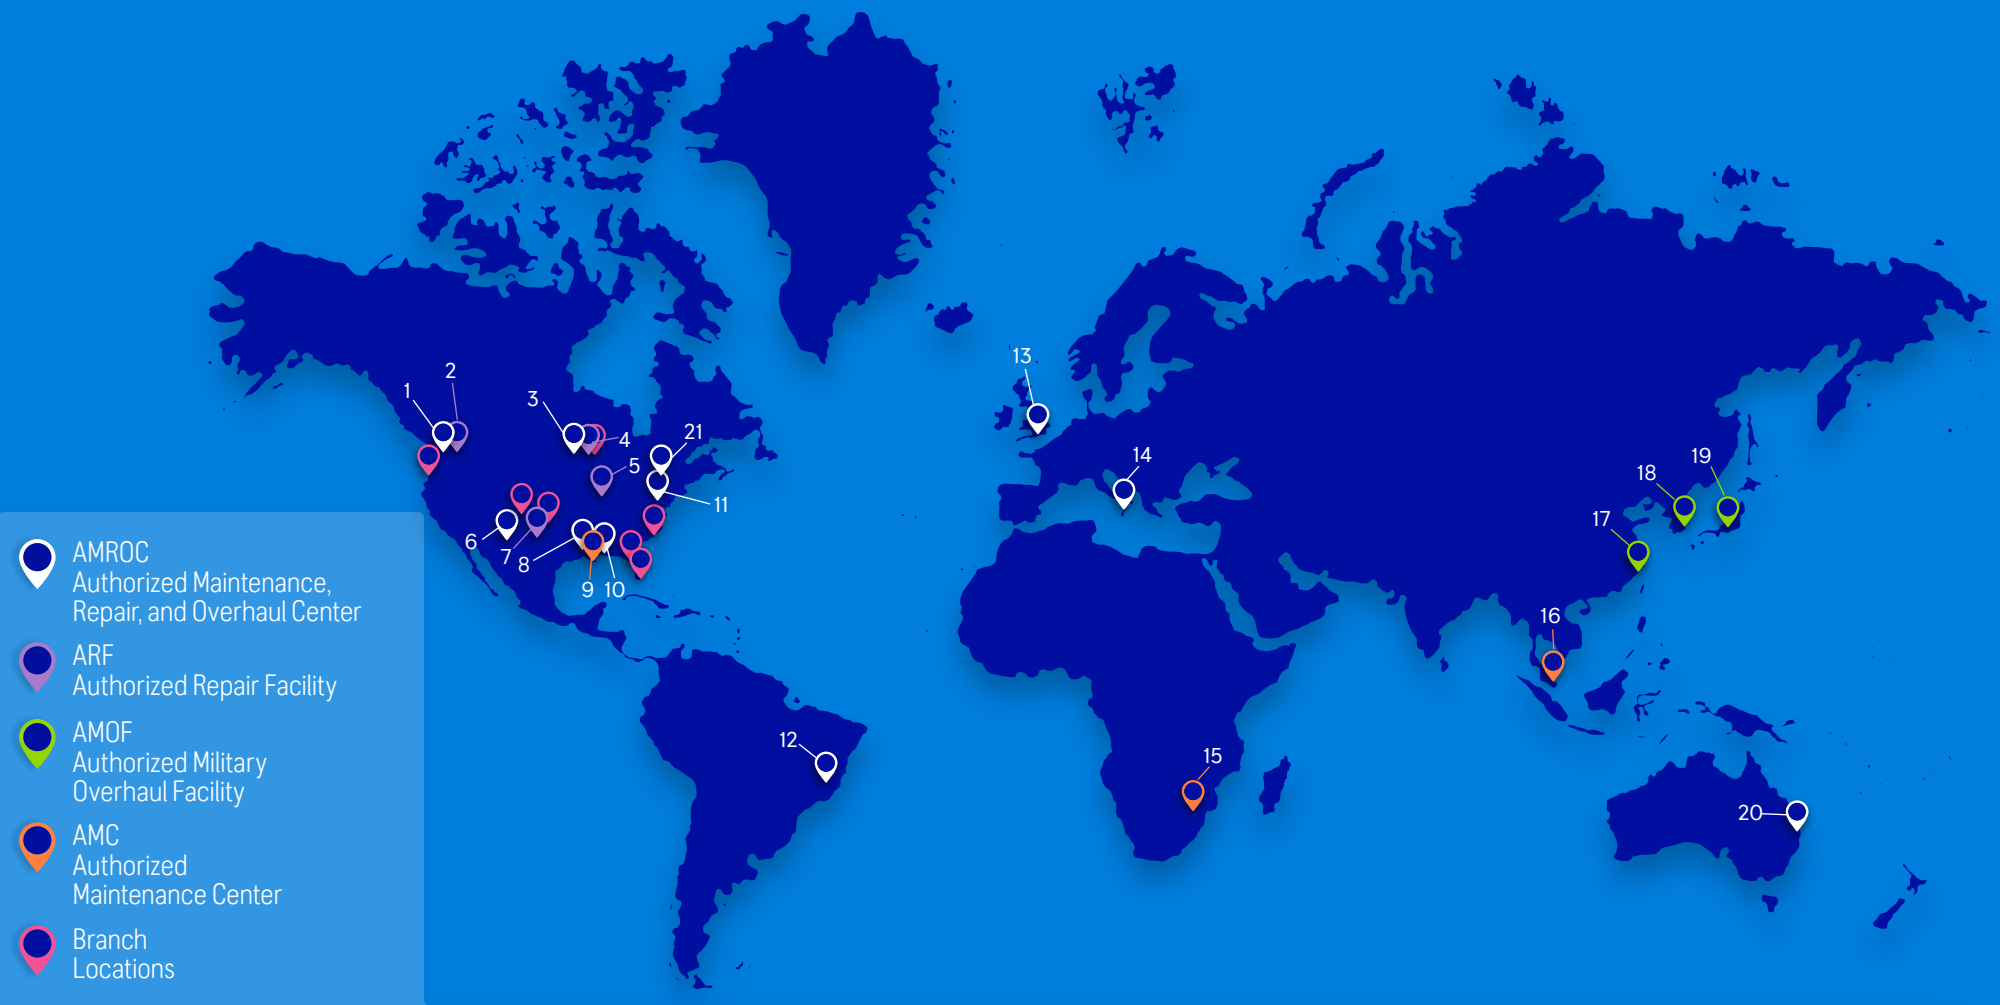 13
2
1
3
21
4
5
14
19
18
11
17
6
7
8
9
10
16
12
15
20
AMROC
Authorized Maintenance,
Repair, and Overhaul Center
ARF
Authorized Repair Facility
AMOF
Authorized Military
Overhaul Facility
AMC
Authorized
Maintenance Center
Branch
Locations